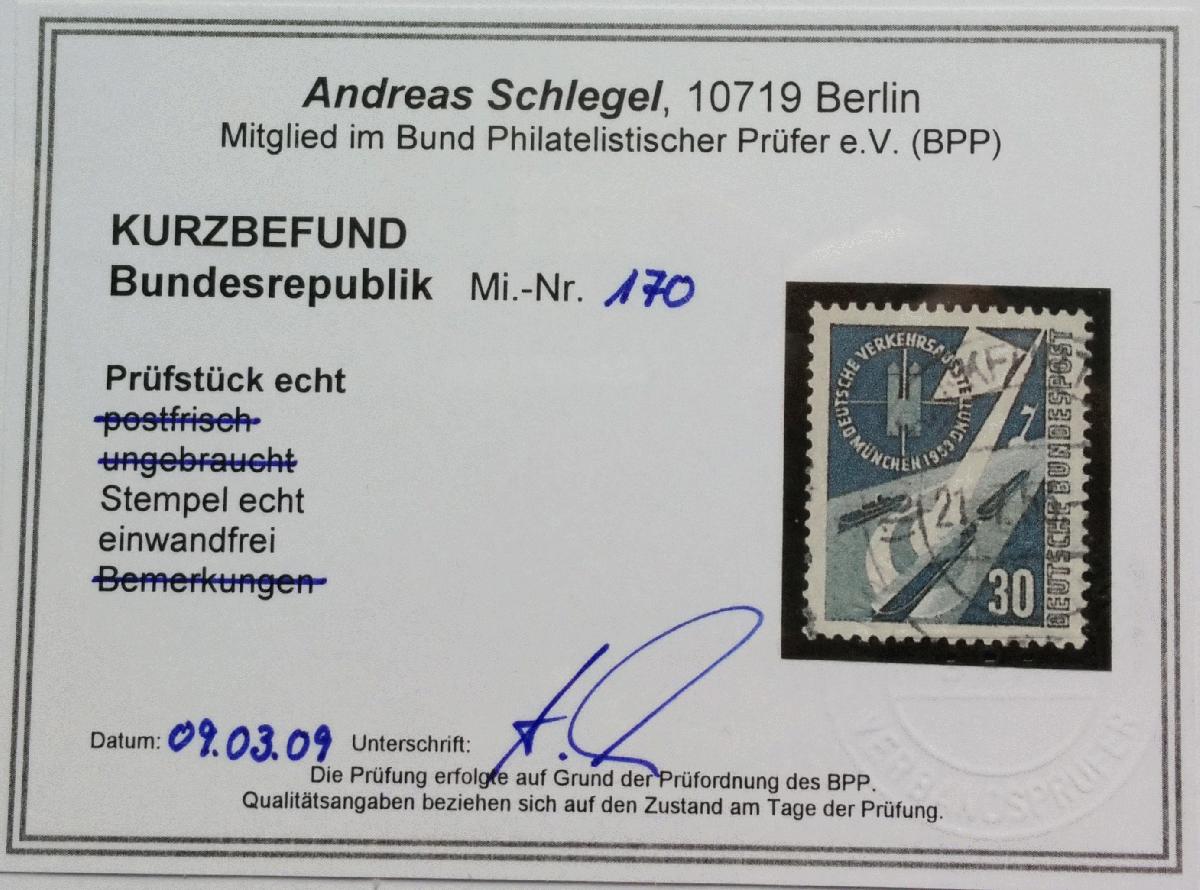 Andreas Schlegel, 10719 Berlin
Mitglied im Bund Philatelistischer Prüfer e.V. (BPP)
KURZBEFUND
Bundesrepublik Mi.-Nr. 170
Prüfstück echt
postfrisch
ungebraucht
Stempel echt
einwandfrei
Bemerkungen
DEUTSCHE VERKEHRSAUSSTELLUNG
MÜNCHEN 1953
DEUTSCHE BUNDESPOST
21
30
Datum: 09.03.09 Unterschrift:
Die Prüfung erfolgte auf Grund der Prüfordnung des BPP.
Qualitätsangaben beziehen sich auf den Zustand am Tage der Prüfung.